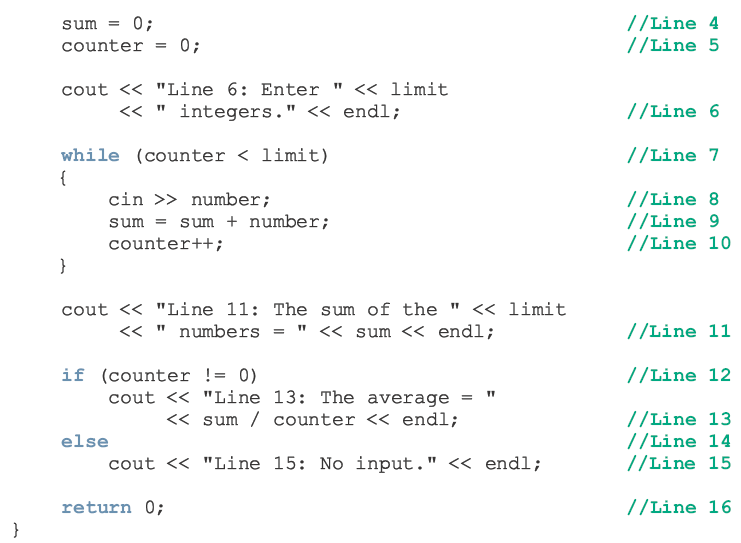 sum = 0; //Line 4
counter = 0; //Line 5
cout << "Line 6: Enter " << limit
<< " integers." << endl; //Line 6
while (counter < limit) //Line 7
{
cin >> number; //Line 8
sum = sum + number; //Line 9
counter++; //Line 10
}
cout << "Line 11: The sum of the " << limit
<< " numbers = " << sum << endl; //Line 11
if (counter != 0) //Line 12
cout << "Line 13: The average = "
<< sum / counter << endl; //Line 13
else //Line 14
cout << "Line 15: No input." << endl; //Line 15
return 0; //Line 16
}